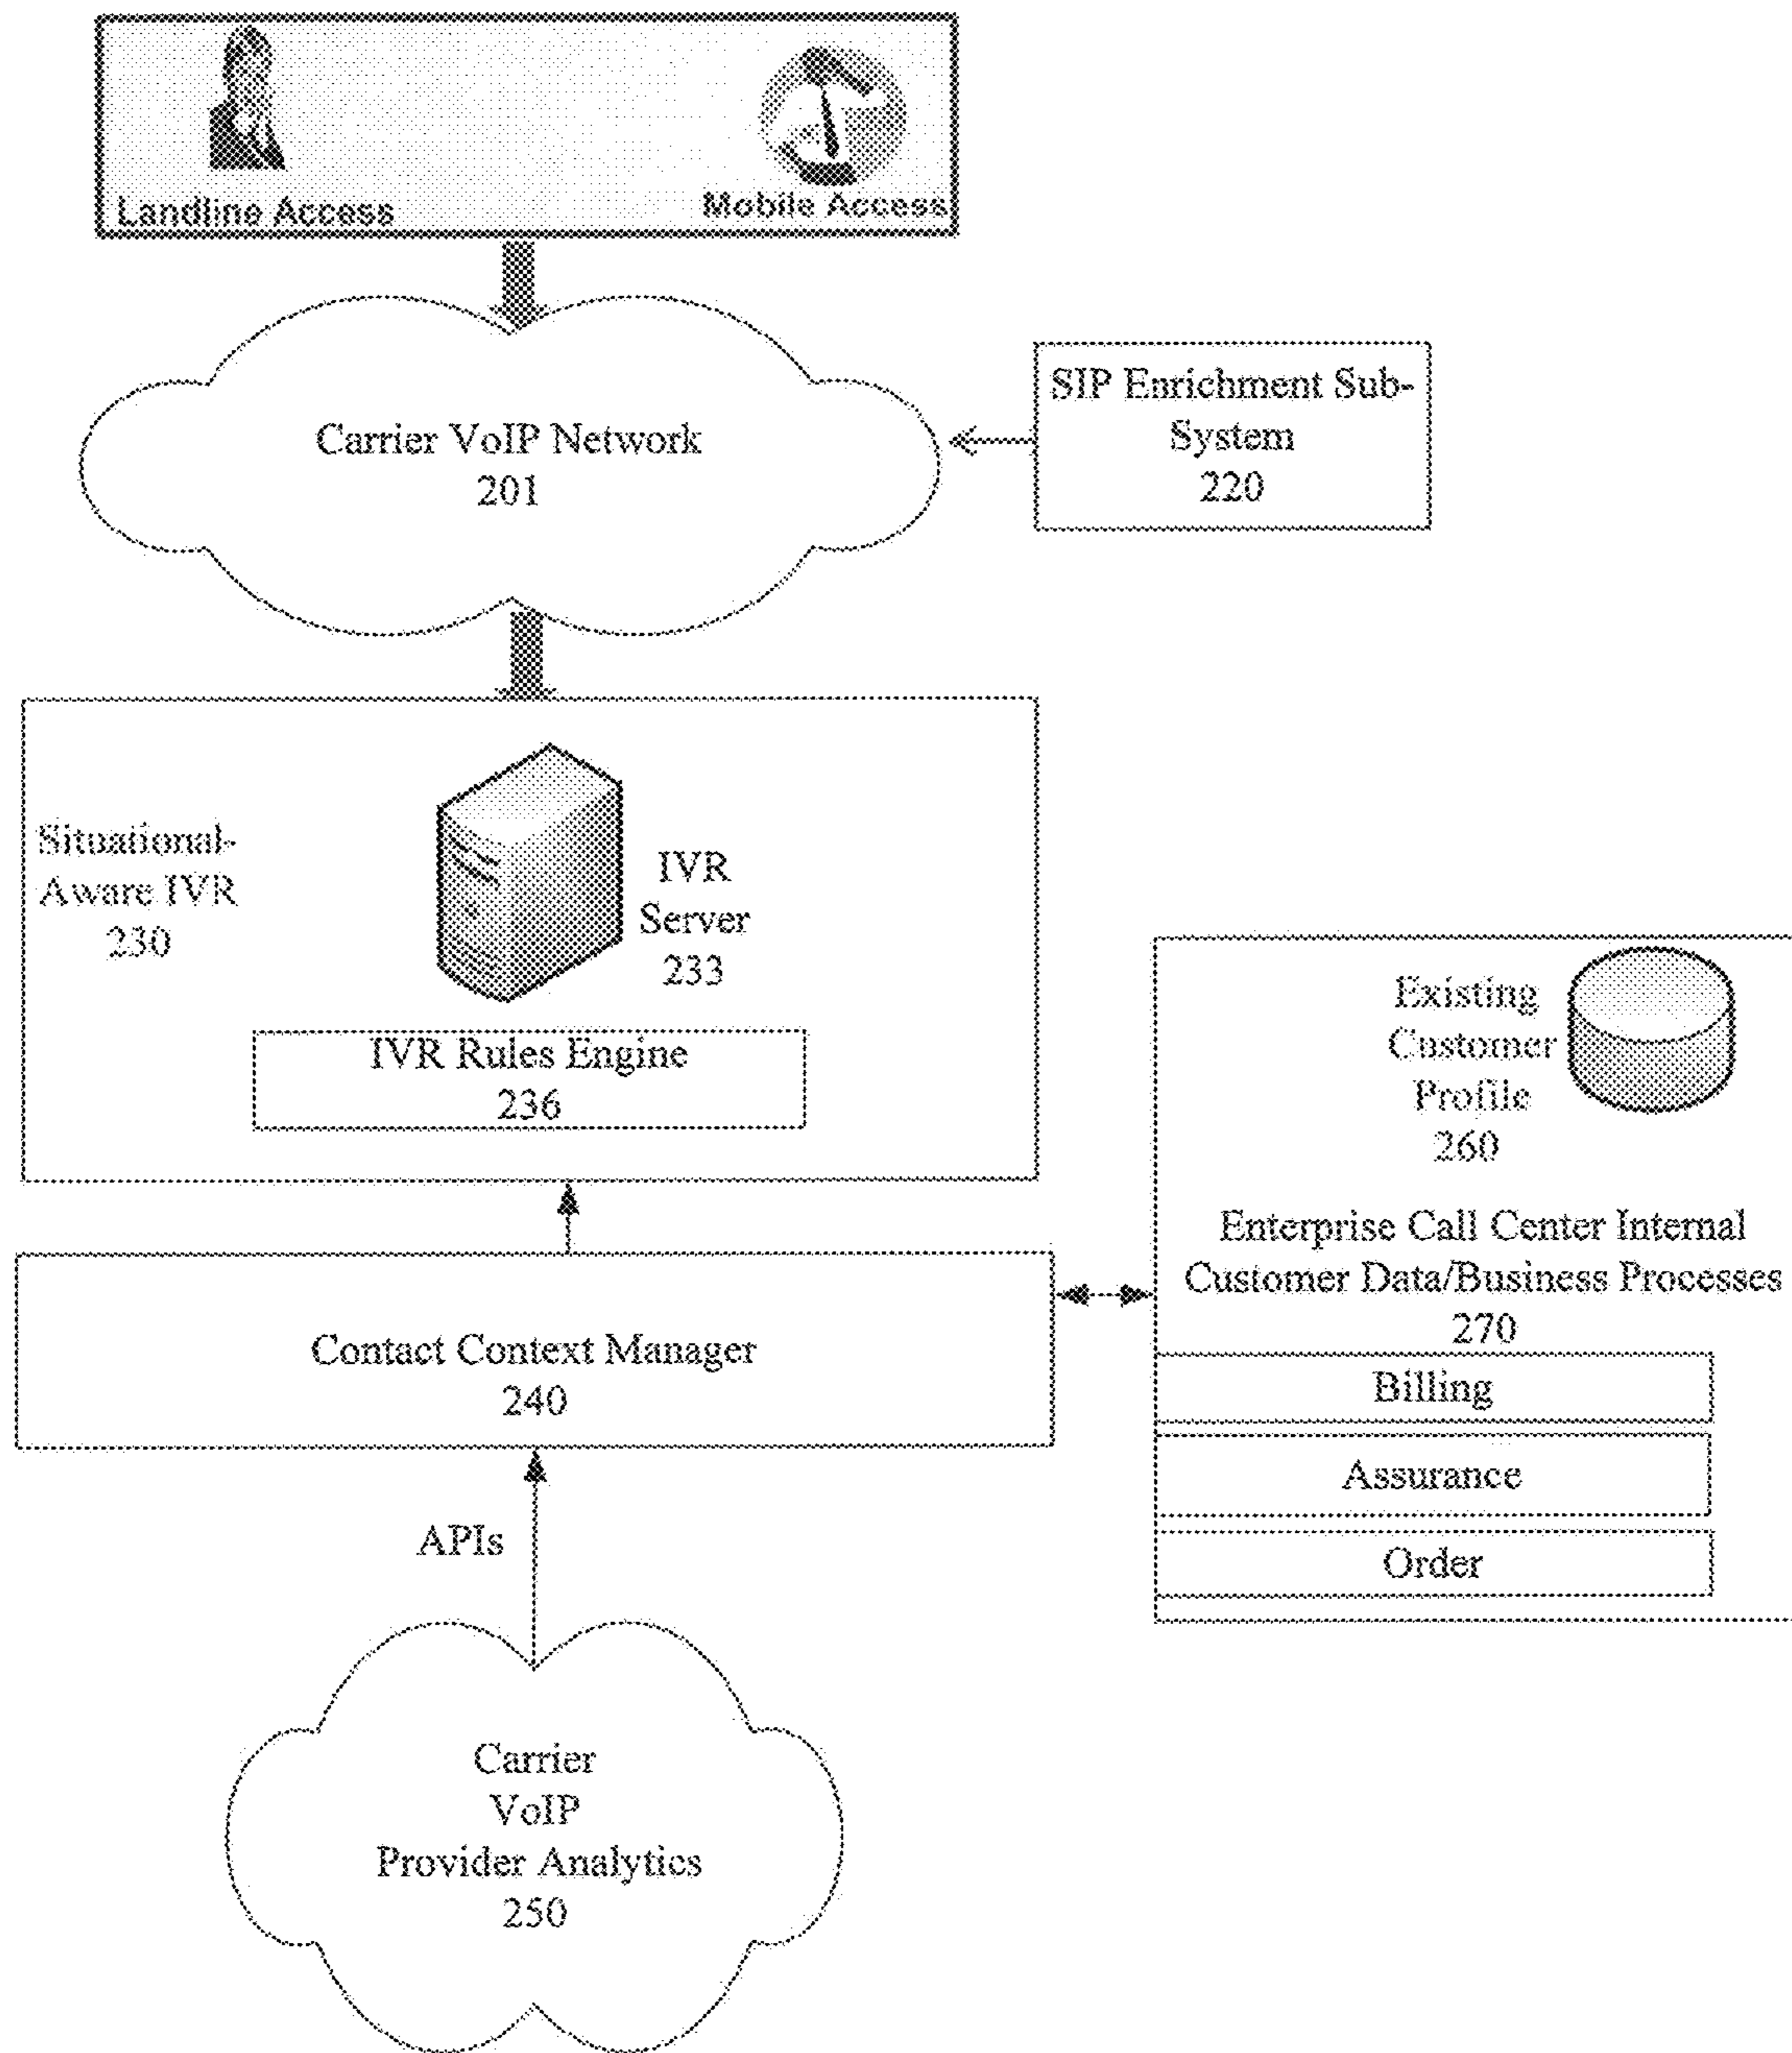 Landline Access
Mobile Access
Carrier VoIP Network
201
SIP Enrichment Sub-
System
220
Situational-
Aware IVR
230
IVR
Server
233
IVR Rules Engine
236
Existing
Customer
Profile
260
Enterprise Call Center Internal
Customer Data/Business Processes
270
Billing
Assurance
Order
Contact Context Manager
240
APIs
Carrier
VoIP
Provider Analytics
250